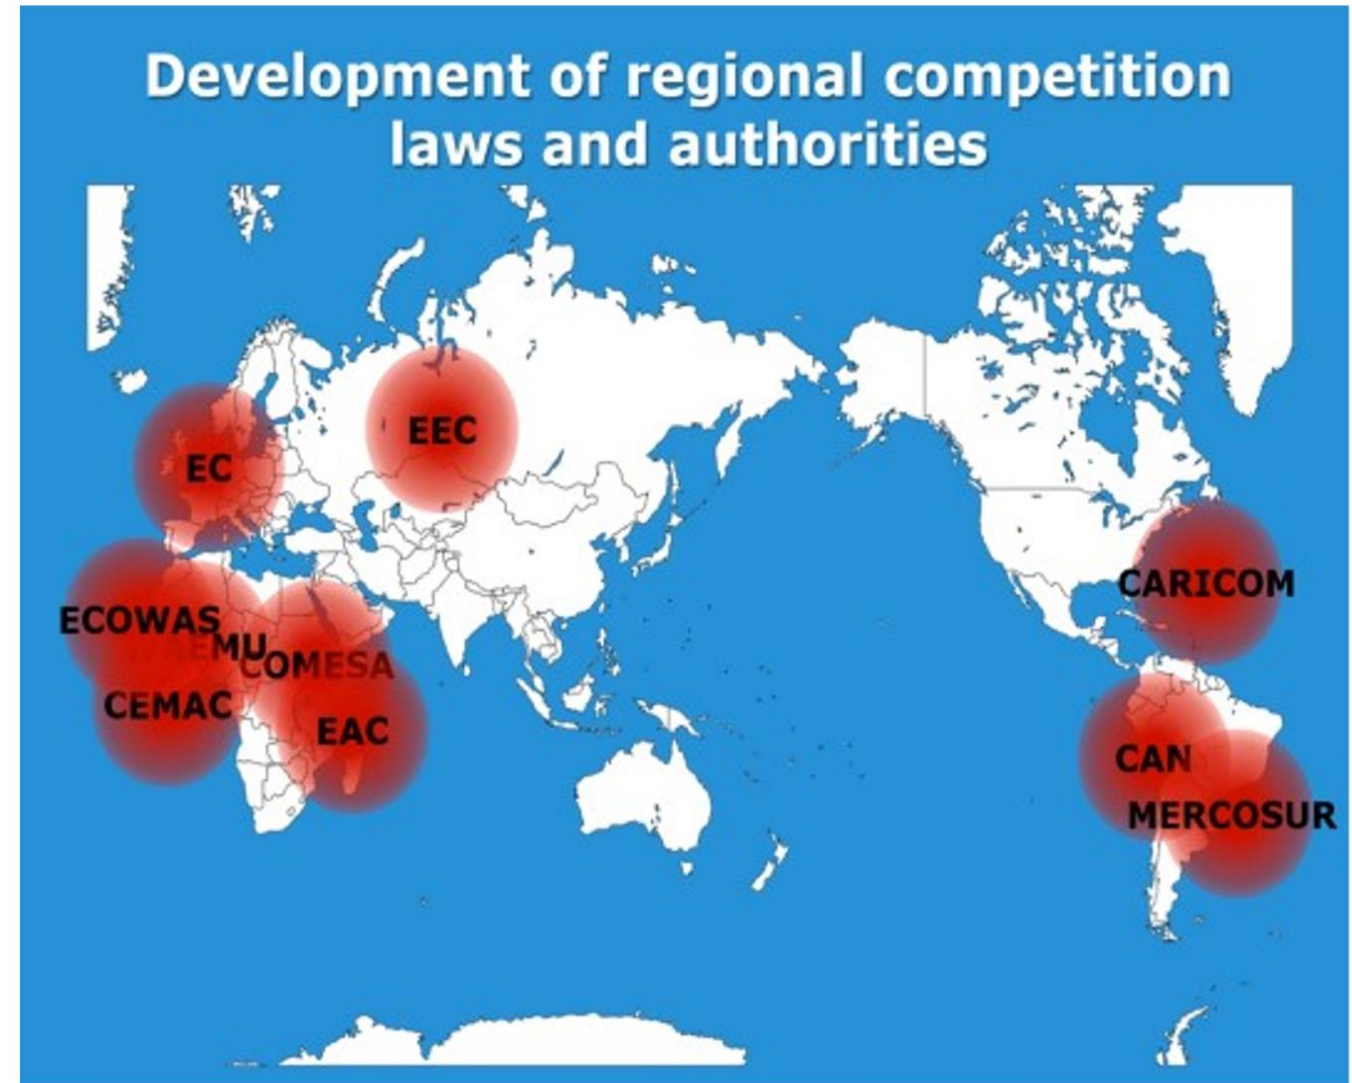 Development of regional competition
laws and authorities
EEC
EC
CARICOM
ECOWAS
COMESA
CEMAC
EAC
CAN
MERCOSUR